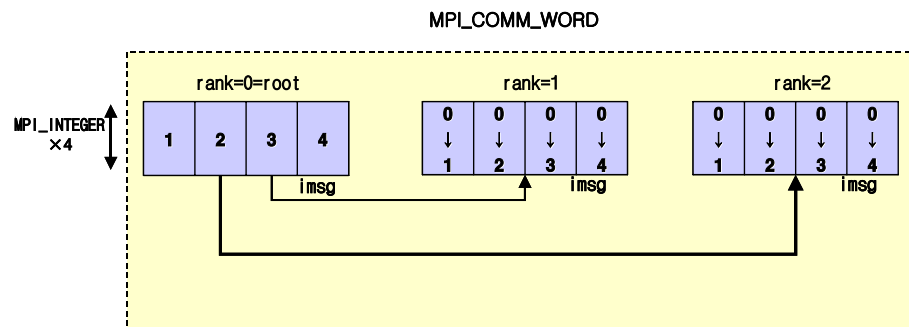 MPI_COMM_WORD
rank=0=root
rank=1
rank=2
MPI_INTEGER
×4
1 2 3 4
0 0 0 0
↓ ↓ ↓ ↓
1 2 3 4
0 0 0 0
↓ ↓ ↓ ↓
1 2 3 4
imsg
imsg
imsg